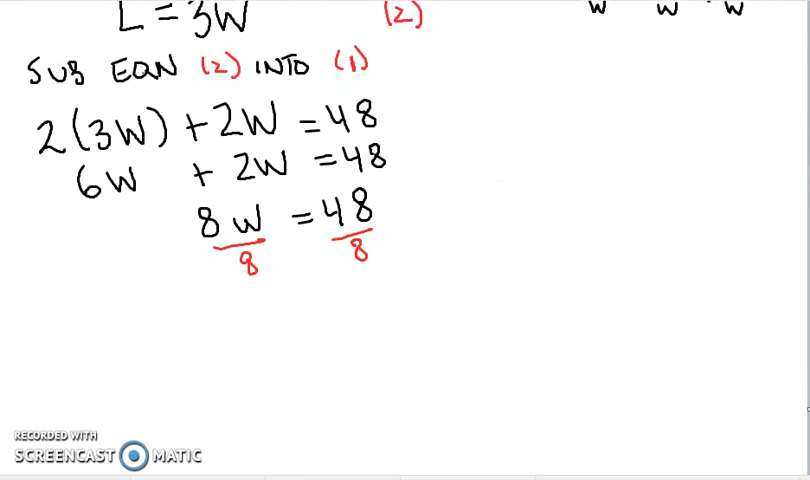 L = 3W (2) W W W
SUB EQN (2) INTO (1)
2(3W) + 2W = 48
6W + 2W = 48
8W = 48
8 8
RECORDED WITH
SCREENCAST MATIC